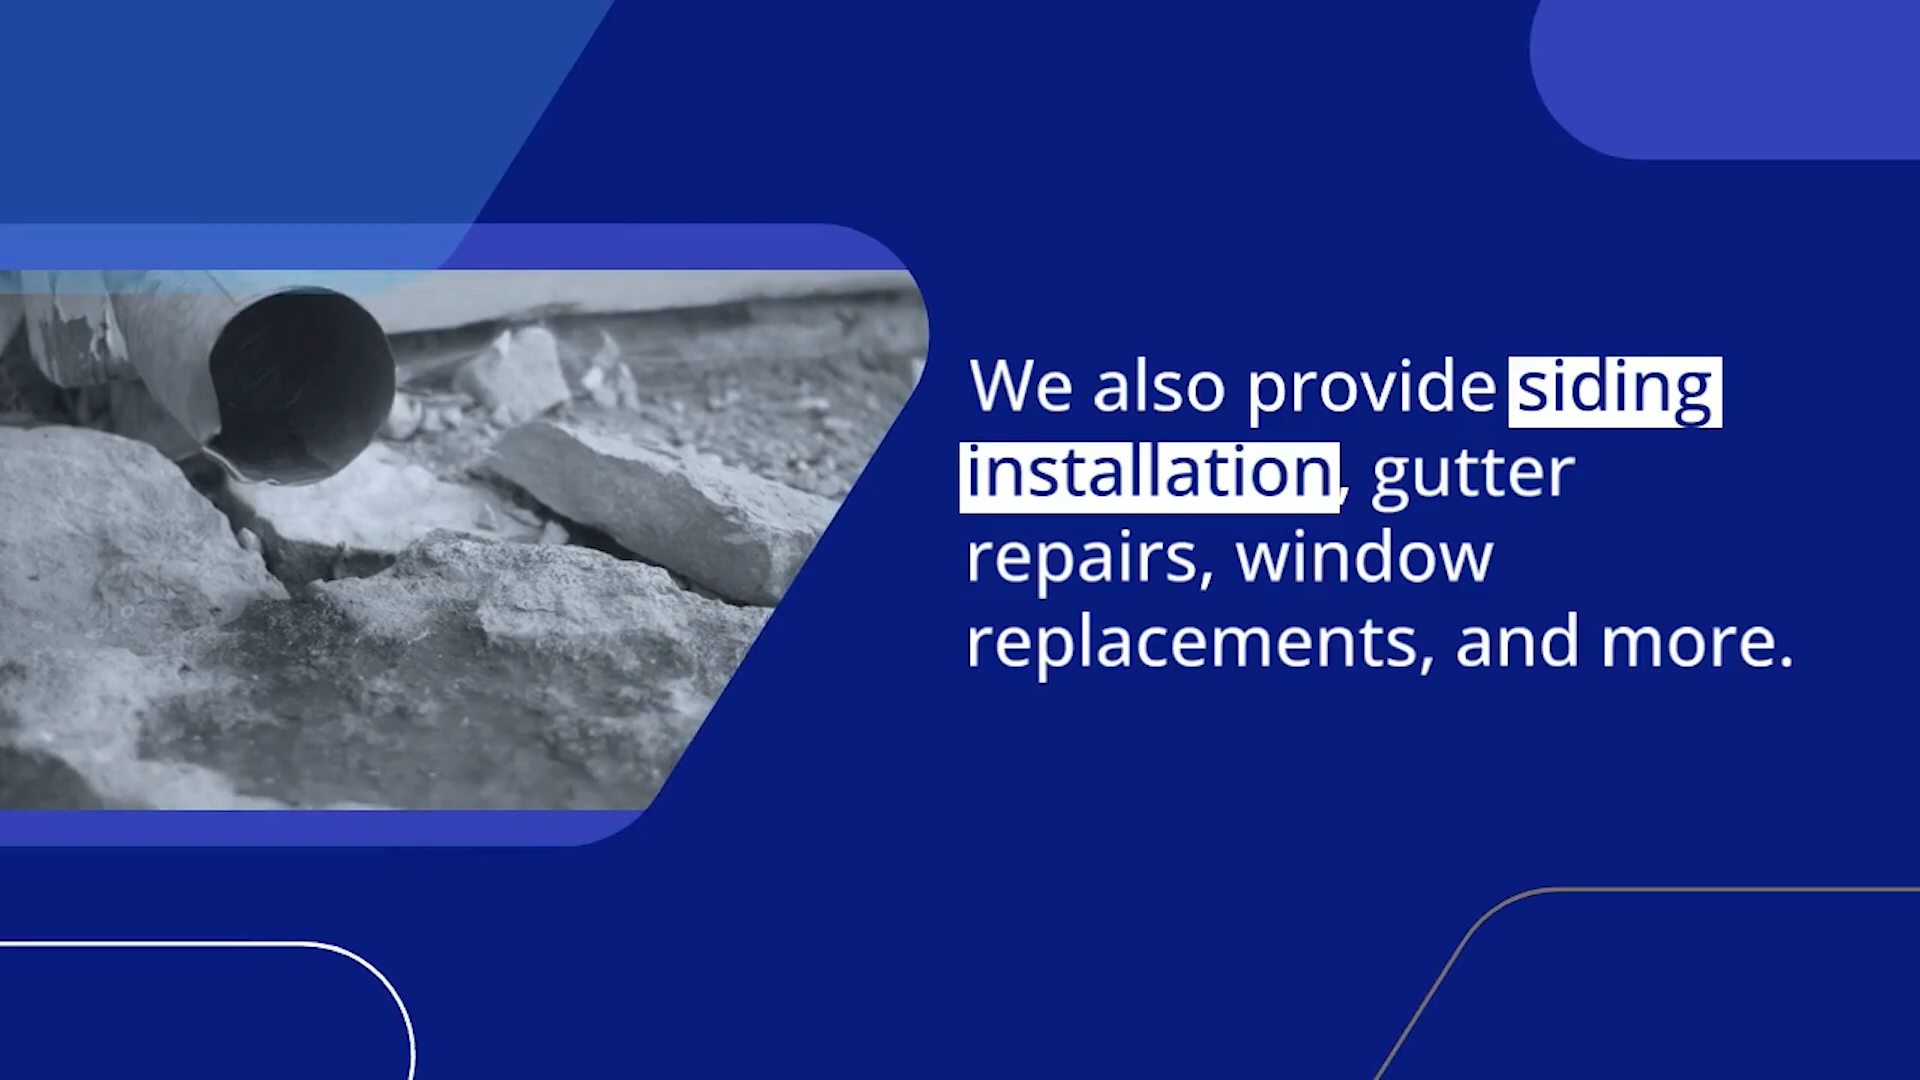 We also provide siding
installation, gutter
repairs, window
replacements, and more.